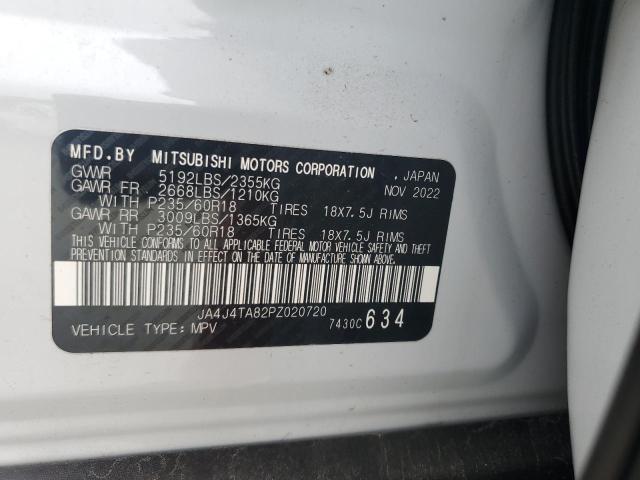 MFD.BY MITSUBISHI MOTORS CORPORATION , JAPAN
GVWR 5192LBS/2355KG NOV 2022
GAWR FR 2668LBS/1210KG
WITH P235/60R18 TIRES 18X7.5J RIMS
GAWR RR 3009LBS/1365KG
WITH P235/60R18 TIRES 18X7.5J RIMS
THIS VEHICLE CONFORMS TO ALL APPLICABLE FEDERAL MOTOR VEHICLE SAFETY AND THEFT
PREVENTION STANDARDS IN EFFECT ON THE DATE OF MANUFACTURE SHOWN ABOVE.
JA4J4TA82PZ020720
VEHICLE TYPE: MPV 7430C 634